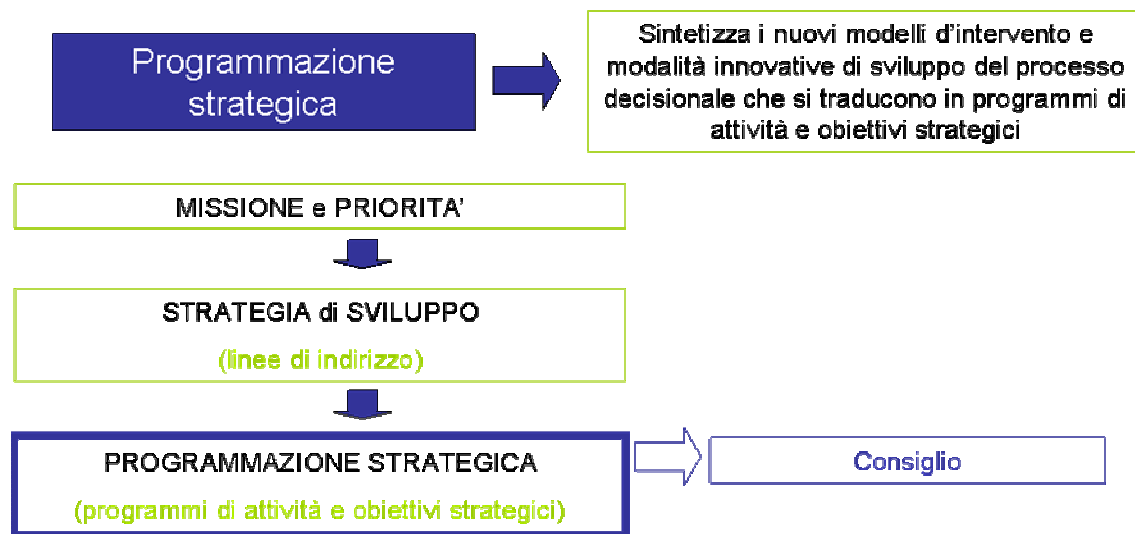 Programmazione
strategica
Sintetizza i nuovi modelli d'intervento e
modalità innovative di sviluppo del processo
decisionale che si traducono in programmi di
attività e obiettivi strategici
MISSIONE e PRIORITA'
STRATEGIA di SVILUPPO
(linee di indirizzo)
PROGRAMMAZIONE STRATEGICA
(programmi di attività e obiettivi strategici)
Consiglio